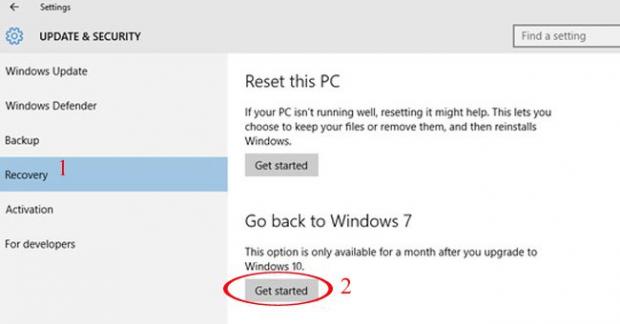 Settings
UPDATE & SECURITY
Find a setting
Windows Update
Windows Defender
Backup
Recovery 1
Activation
For developers
Reset this PC
If your PC isn't running well, resetting it might help. This lets you
choose to keep your files or remove them, and then reinstalls
Windows.
Get started
Go back to Windows 7
This option is only available for a month after you upgrade to
Windows 10.
Get started 2